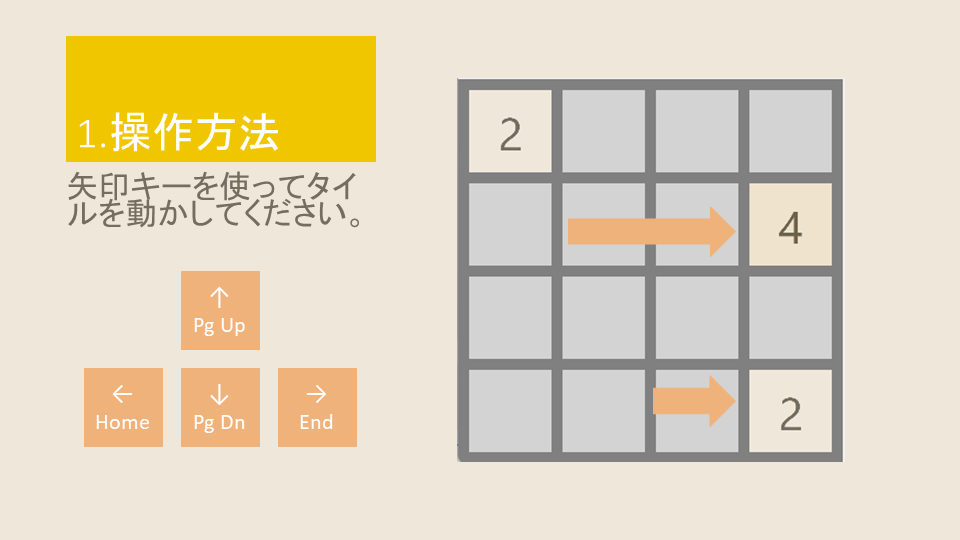 1.操作方法
矢印キーを使ってタイ
ルを動かしてください。
↑
Pg Up
← ↓ →
Home Pg Dn End
2
4
2